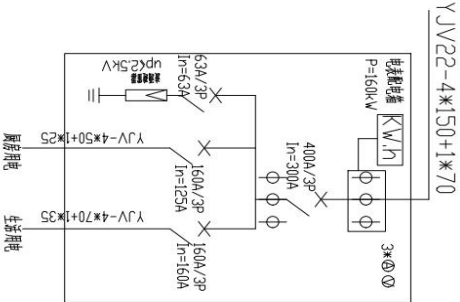 YJV22-4*150+1*70
电表配电箱
P=160kW
KW.h
3*Ⓐ Ⓥ
400A/3P
In=300A
63A/3P
In=63A
up<2.5kV
160A/3P
In=125A
YJV-4*50+1*25
厨房用电
160A/3P
In=160A
YJV-4*70+1*35
生活用电